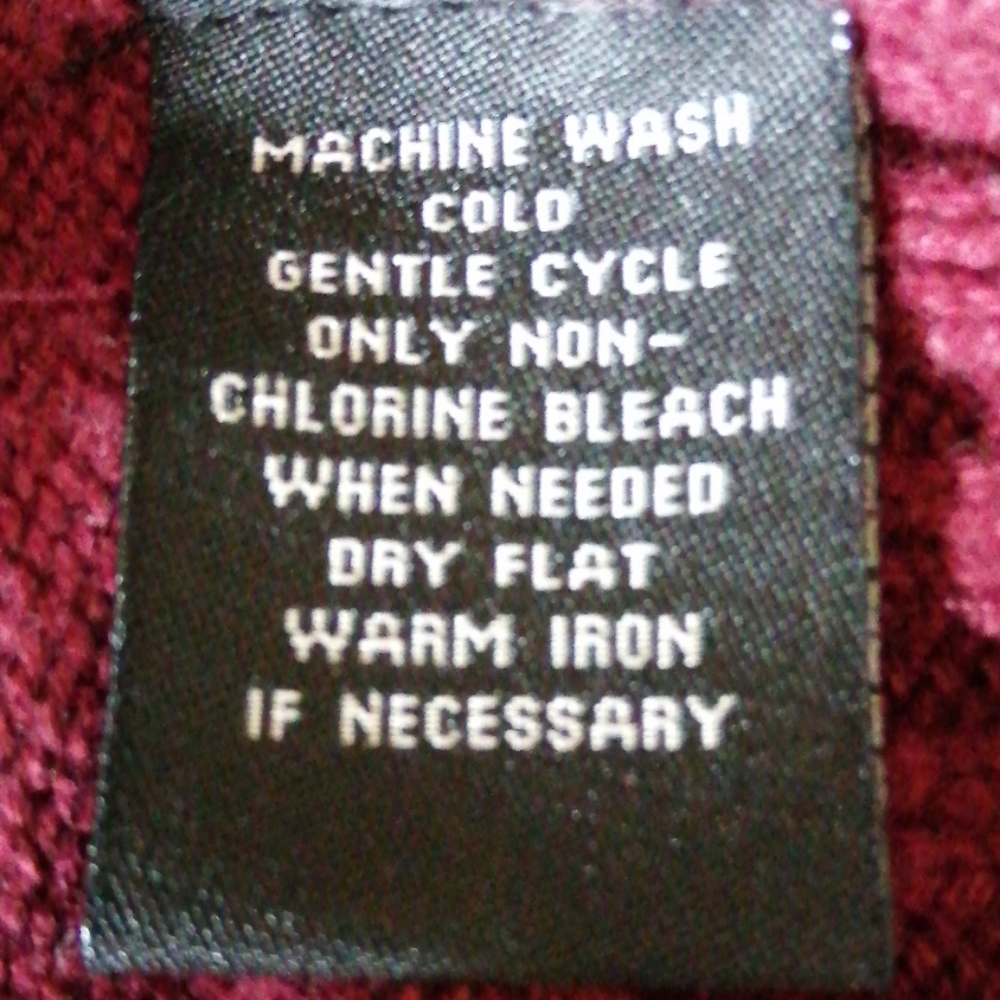 MACHINE WASH
COLD
GENTLE CYCLE
ONLY NON-
CHLORINE BLEACH
WHEN NEEDED
DRY FLAT
WARM IRON
IF NECESSARY